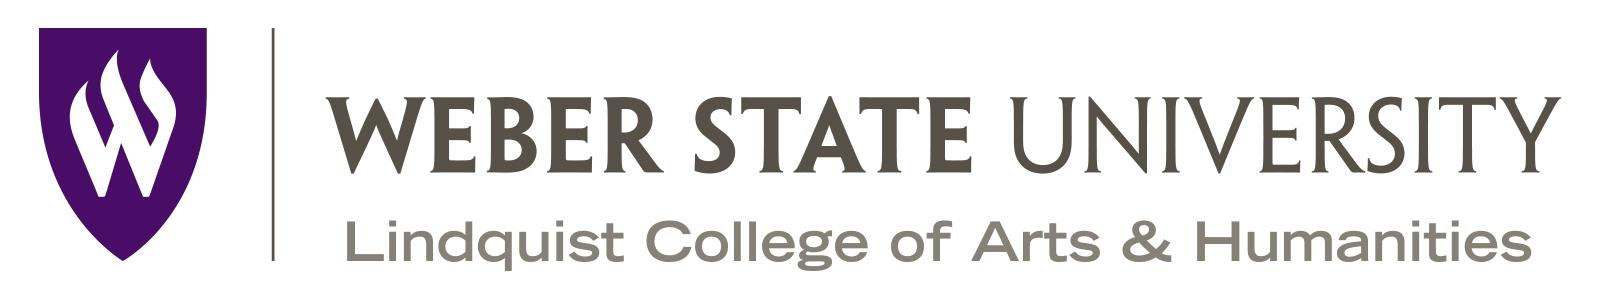 W
WEBER STATE UNIVERSITY
Lindquist College of Arts & Humanities